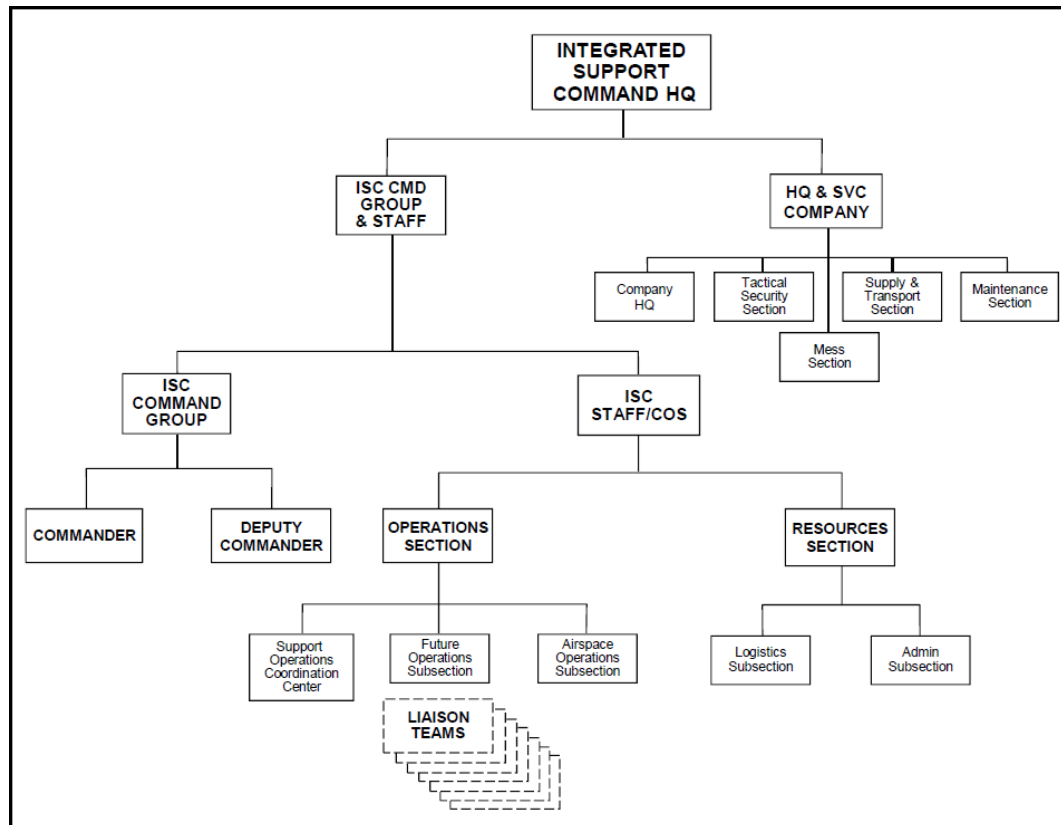 INTEGRATED
SUPPORT
COMMAND HQ
ISC CMD
GROUP
& STAFF
HQ & SVC
COMPANY
Company
HQ
Tactical
Security
Section
Supply &
Transport
Section
Maintenance
Section
Mess
Section
ISC
COMMAND
GROUP
ISC
STAFF/COS
COMMANDER
DEPUTY
COMMANDER
OPERATIONS
SECTION
RESOURCES
SECTION
Support
Operations
Coordination
Center
Future
Operations
Subsection
Airspace
Operations
Subsection
Logistics
Subsection
Admin
Subsection
LIAISON
TEAMS